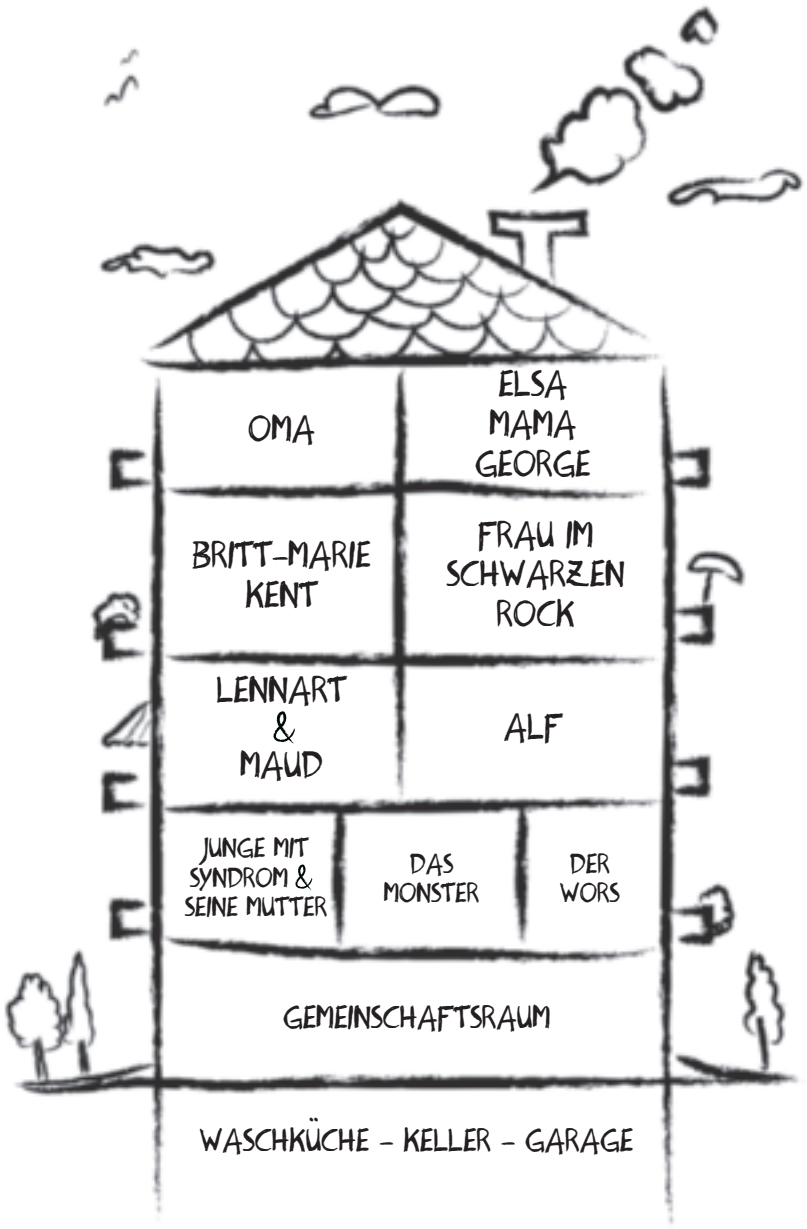 OMA
ELSA
MAMA
GEORGE
BRITT-MARIE
KENT
FRAU IM
SCHWARZEN
ROCK
LENNART
&
MAUD
ALF
JUNGE MIT
SYNDROM &
SEINE MUTTER
DAS
MONSTER
DER
WORS
GEMEINSCHAFTSRAUM
WASCHKÜCHE - KELLER - GARAGE